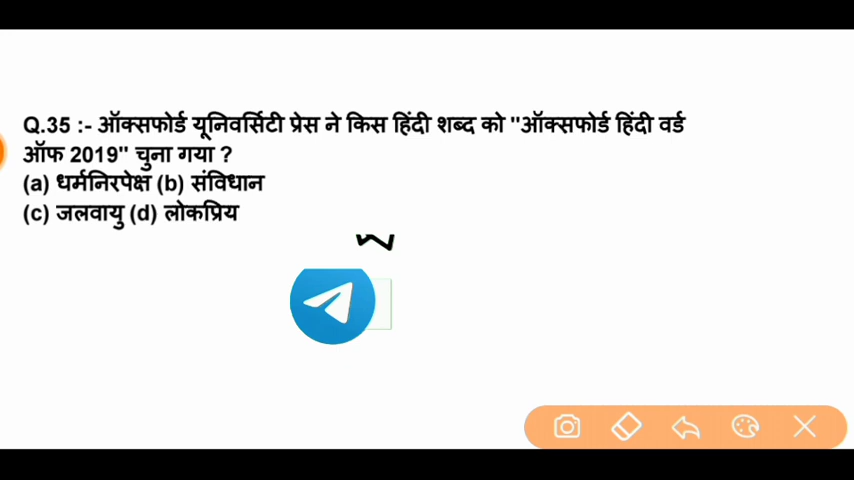 Q.35 :- ऑक्सफोर्ड यूनिवर्सिटी प्रेस ने किस हिंदी शब्द को "ऑक्सफोर्ड हिंदी वर्ड
ऑफ 2019" चुना गया ?
(a) धर्मनिरपेक्ष (b) संविधान
(c) जलवायु (d) लोकप्रिय